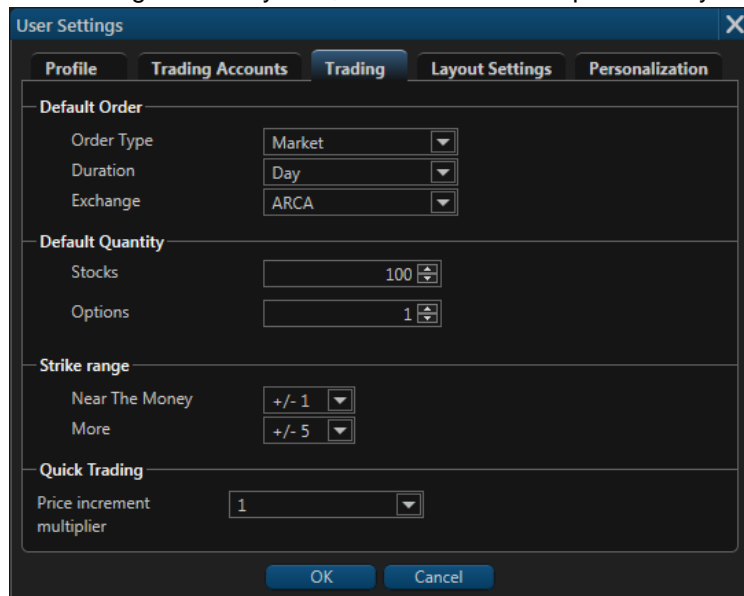 User Settings
Profile Trading Accounts Trading Layout Settings Personalization
Default Order
Order Type Market
Duration Day
Exchange ARCA
Default Quantity
Stocks 100
Options 1
Strike range
Near The Money +/- 1
More +/- 5
Quick Trading
Price increment multiplier 1
OK Cancel